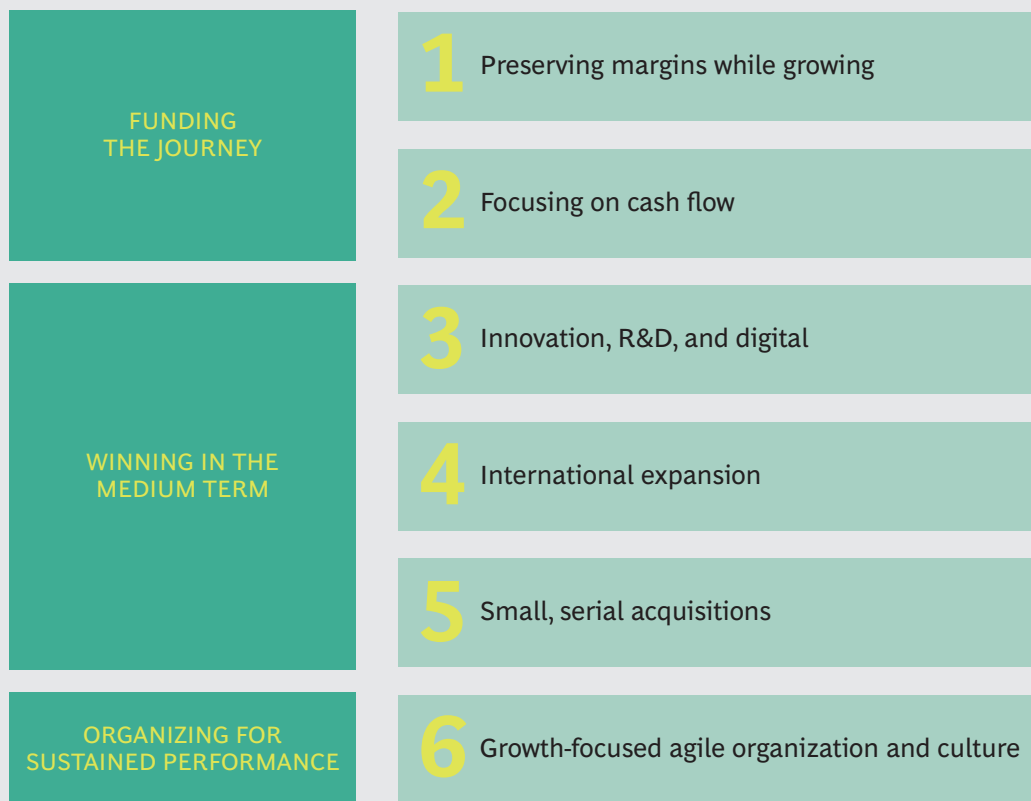 FUNDING
THE JOURNEY
1 Preserving margins while growing
2 Focusing on cash flow
WINNING IN THE
MEDIUM TERM
3 Innovation, R&D, and digital
4 International expansion
5 Small, serial acquisitions
ORGANIZING FOR
SUSTAINED PERFORMANCE
6 Growth-focused agile organization and culture